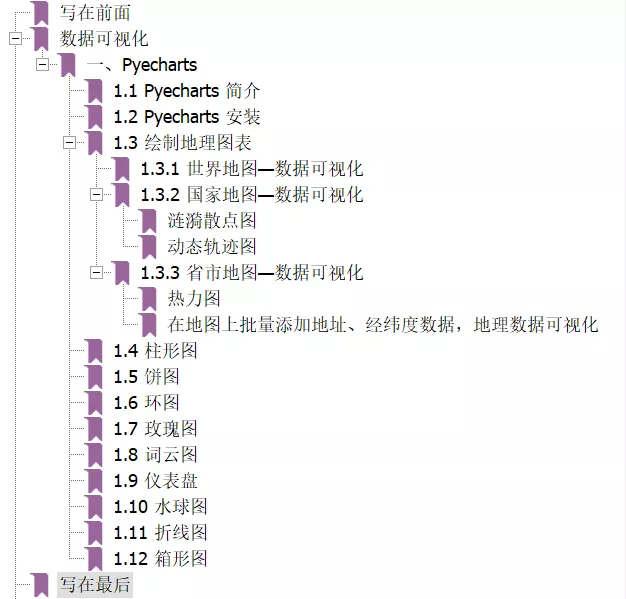 写在前面
数据可视化
一、Pyecharts
1.1 Pyecharts 简介
1.2 Pyecharts 安装
1.3 绘制地理图表
1.3.1 世界地图—数据可视化
1.3.2 国家地图—数据可视化
涟漪散点图
动态轨迹图
1.3.3 省市地图—数据可视化
热力图
在地图上批量添加地址、经纬度数据，地理数据可视化
1.4 柱形图
1.5 饼图
1.6 环图
1.7 玫瑰图
1.8 词云图
1.9 仪表盘
1.10 水球图
1.11 折线图
1.12 箱形图
写在最后